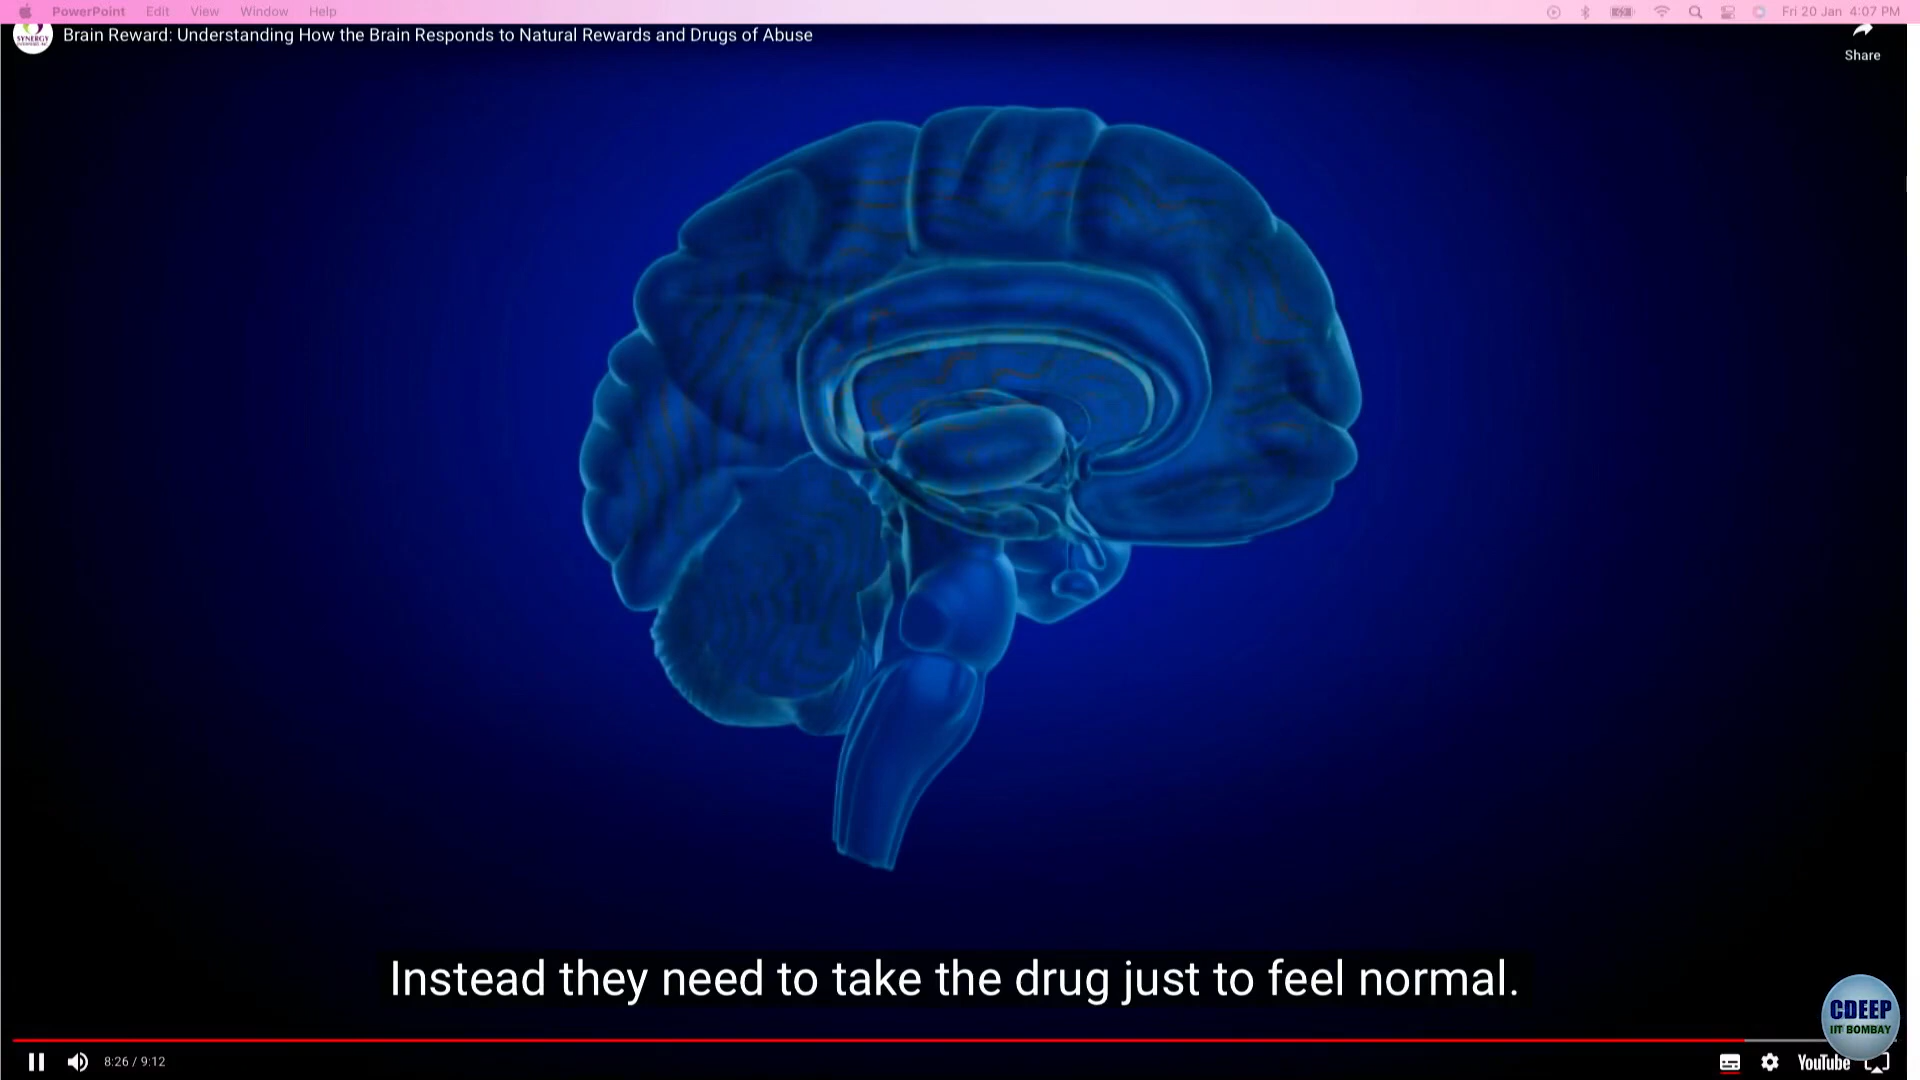 PowerPoint Edit View Window Help Fri 20 Jan 4:07 PM
SYNERGY
Brain Reward: Understanding How the Brain Responds to Natural Rewards and Drugs of Abuse
Share
Instead they need to take the drug just to feel normal.
CDEEP
IIT BOMBAY
8:26 / 9:12
YouTube